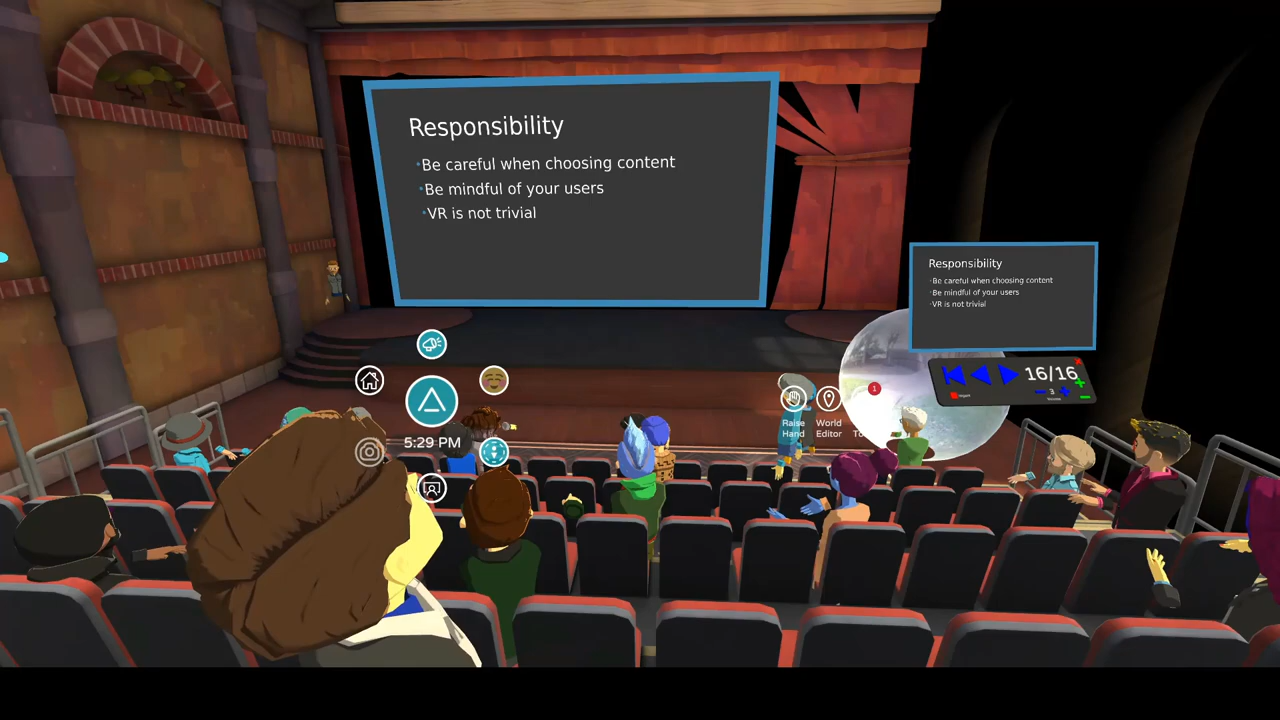 Responsibility
·Be careful when choosing content
·Be mindful of your users
·VR is not trivial
Responsibility
·Be careful when choosing content
·Be mindful of your users
·VR is not trivial
16/16
3
1
Raise Hand
World Editor
5:29 PM